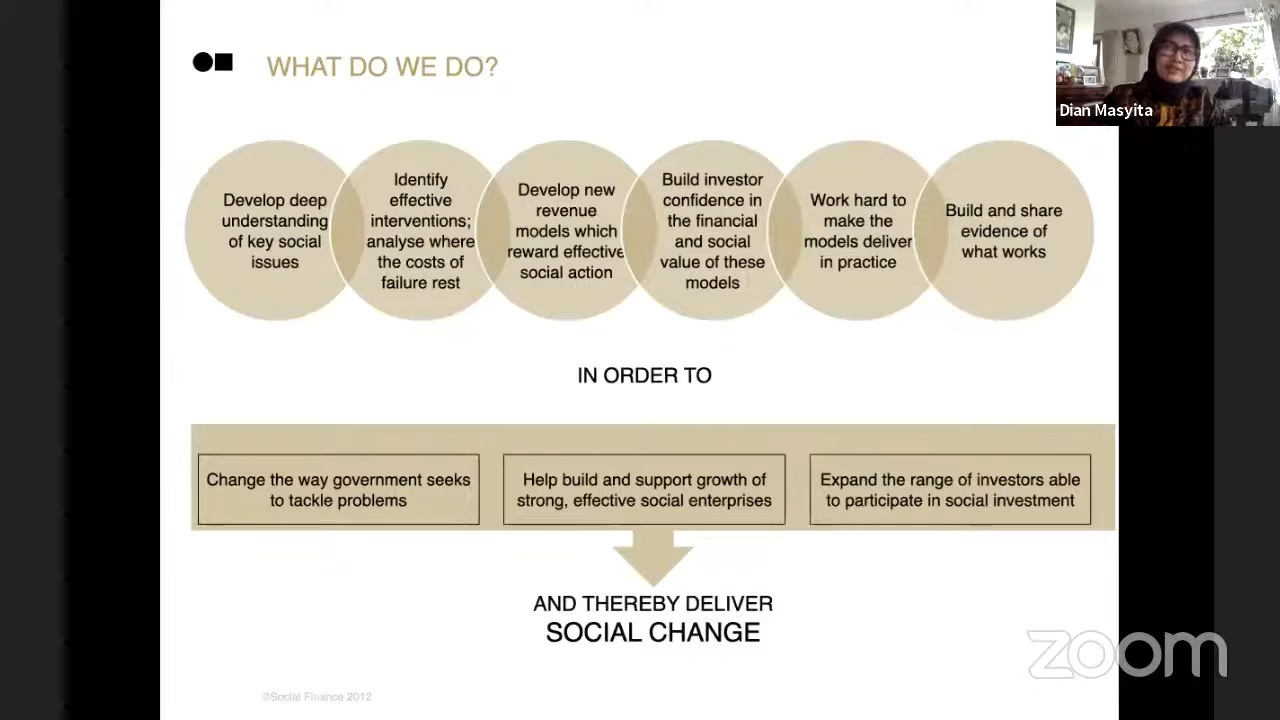 WHAT DO WE DO?
Dian Masyita
Develop deep
understanding
of key social
issues
Identify
effective
interventions;
analyse where
the costs of
failure rest
Develop new
revenue
models which
reward effective
social action
Build investor
confidence in
the financial
and social
value of these
models
Work hard to
make the
models deliver
in practice
Build and share
evidence of
what works
IN ORDER TO
Change the way government seeks
to tackle problems
Help build and support growth of
strong, effective social enterprises
Expand the range of investors able
to participate in social investment
AND THEREBY DELIVER
SOCIAL CHANGE
zoom
©Social Finance 2012